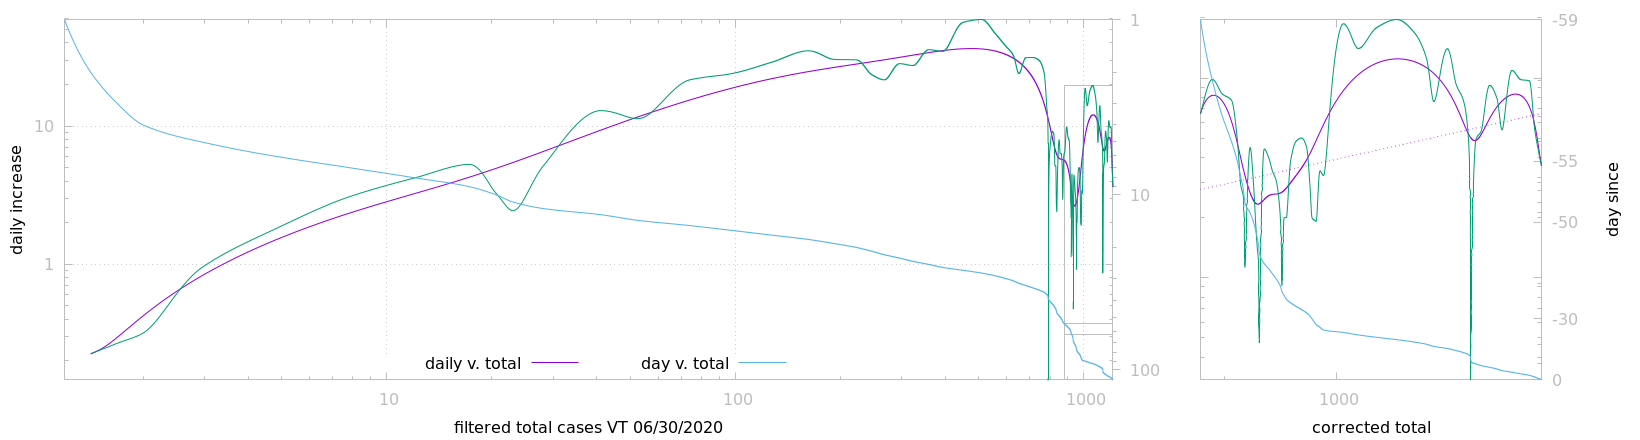 daily increase
10
1
daily v. total
day v. total
10
100
1000
filtered total cases VT 06/30/2020
1
10
100
1000
corrected total
-59
-55
-50
-30
0
day since